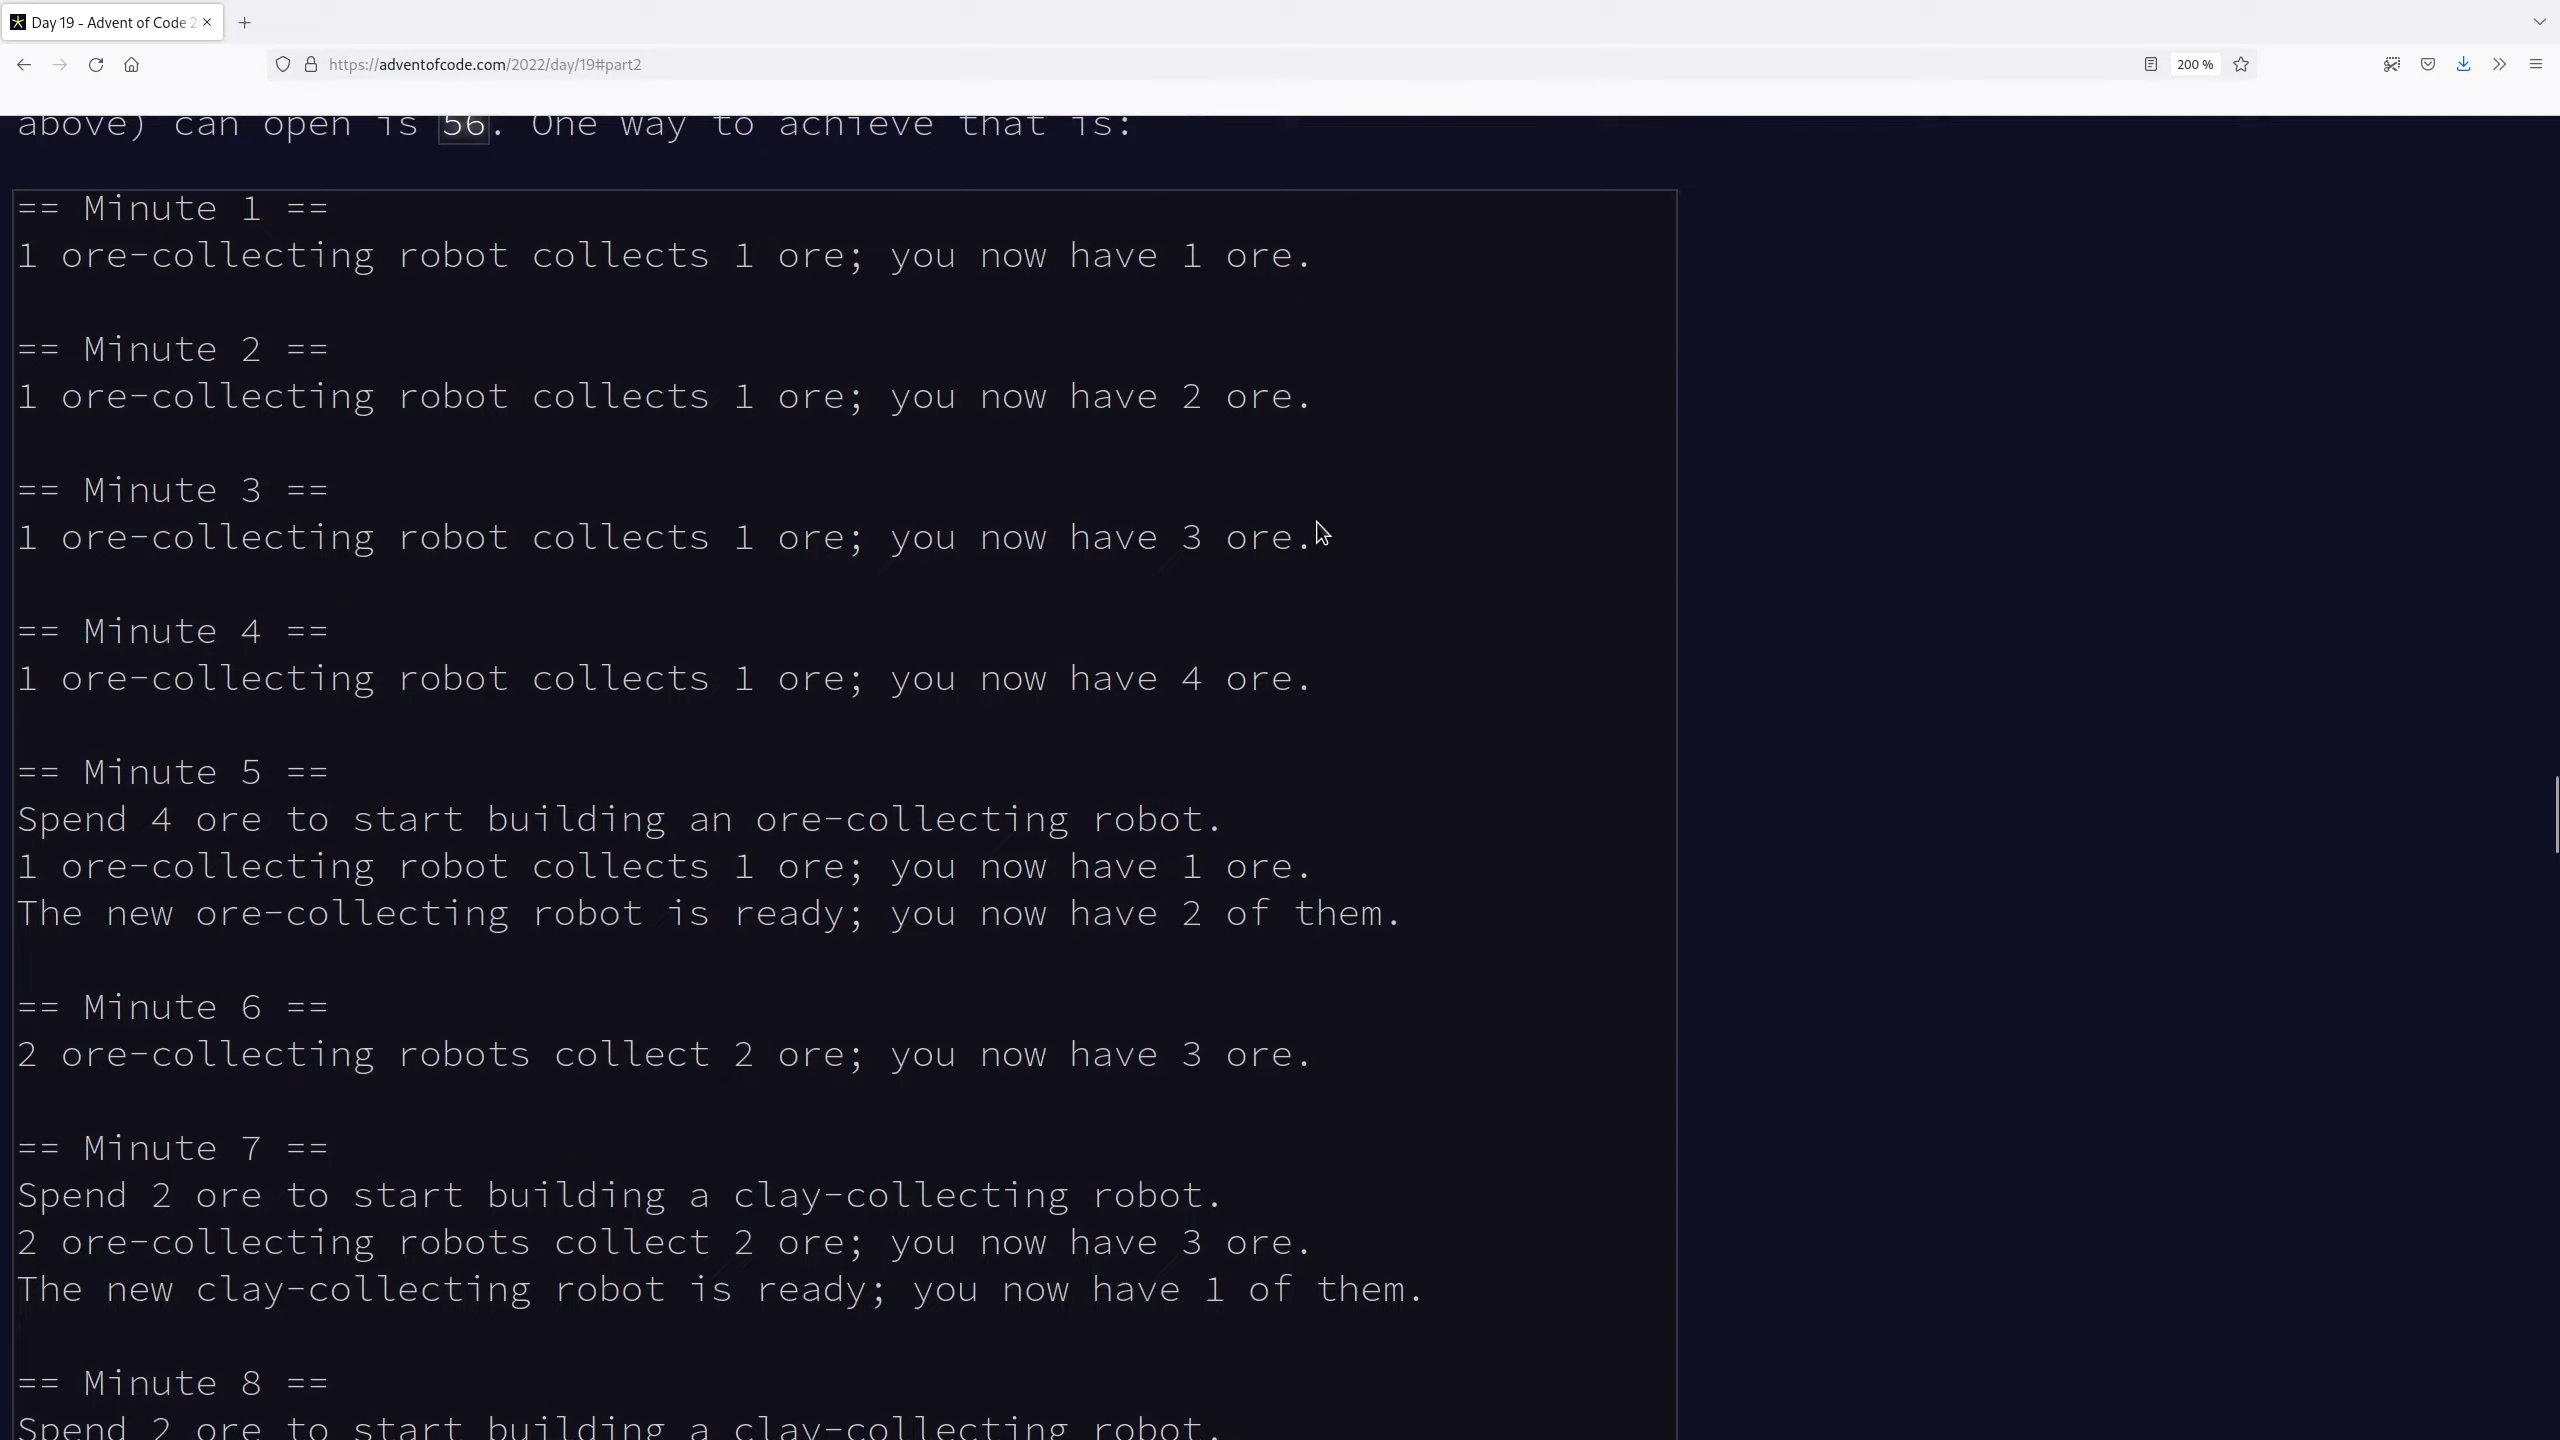 Day 19 - Advent of Code 2
https://adventofcode.com/2022/day/19#part2
200 %
above) can open is 56. One way to achieve that is:
== Minute 1 ==
1 ore-collecting robot collects 1 ore; you now have 1 ore.
== Minute 2 ==
1 ore-collecting robot collects 1 ore; you now have 2 ore.
== Minute 3 ==
1 ore-collecting robot collects 1 ore; you now have 3 ore.
== Minute 4 ==
1 ore-collecting robot collects 1 ore; you now have 4 ore.
== Minute 5 ==
Spend 4 ore to start building an ore-collecting robot.
1 ore-collecting robot collects 1 ore; you now have 1 ore.
The new ore-collecting robot is ready; you now have 2 of them.
== Minute 6 ==
2 ore-collecting robots collect 2 ore; you now have 3 ore.
== Minute 7 ==
Spend 2 ore to start building a clay-collecting robot.
2 ore-collecting robots collect 2 ore; you now have 3 ore.
The new clay-collecting robot is ready; you now have 1 of them.
== Minute 8 ==
Spend 2 ore to start building a clay-collecting robot.